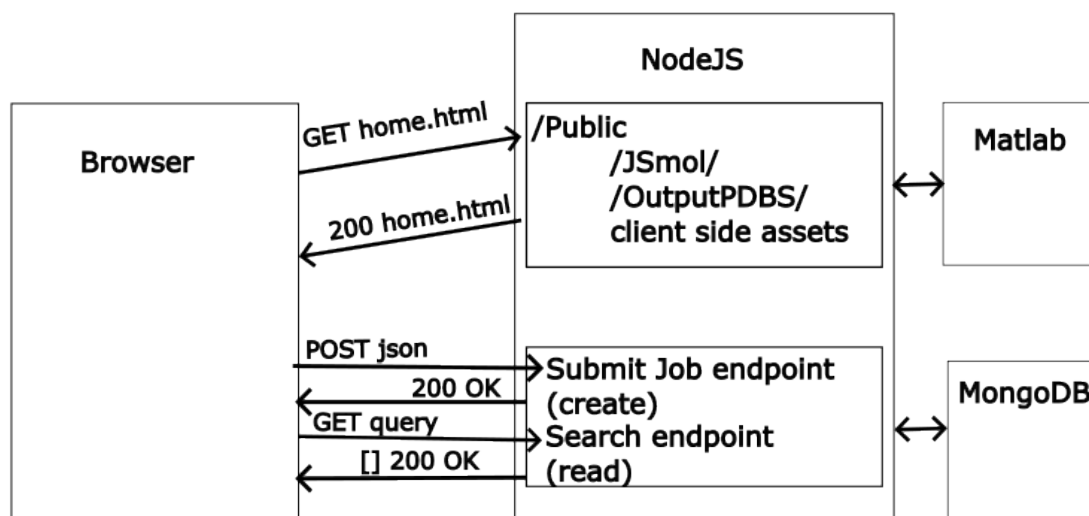 NodeJS
Browser
GET home.html
200 home.html
/Public
/JSmol/
/OutputPDBS/
client side assets
Matlab
POST json
200 OK
GET query
[] 200 OK
Submit Job endpoint
(create)
Search endpoint
(read)
MongoDB